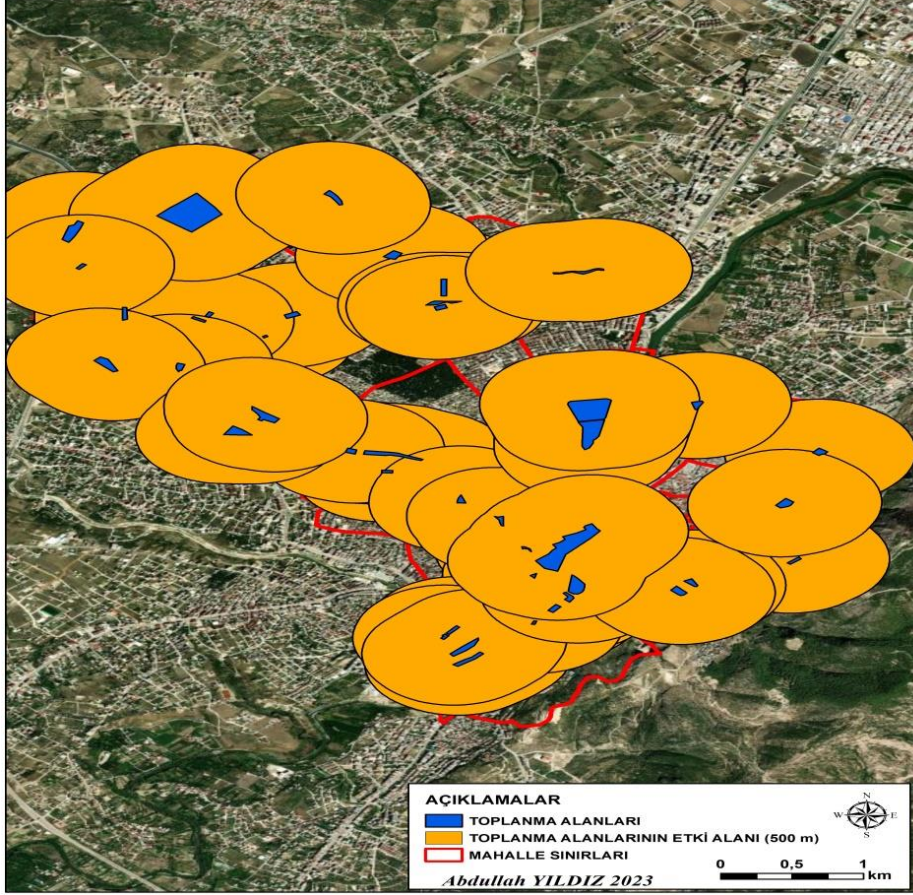 AÇIKLAMALAR
TOPLANMA ALANLARI
TOPLANMA ALANLARININ ETKİ ALANI (500 m)
MAHALLE SINIRLARI
N
W E
S
0 0,5 1
km
Abdullah YILDIZ 2023